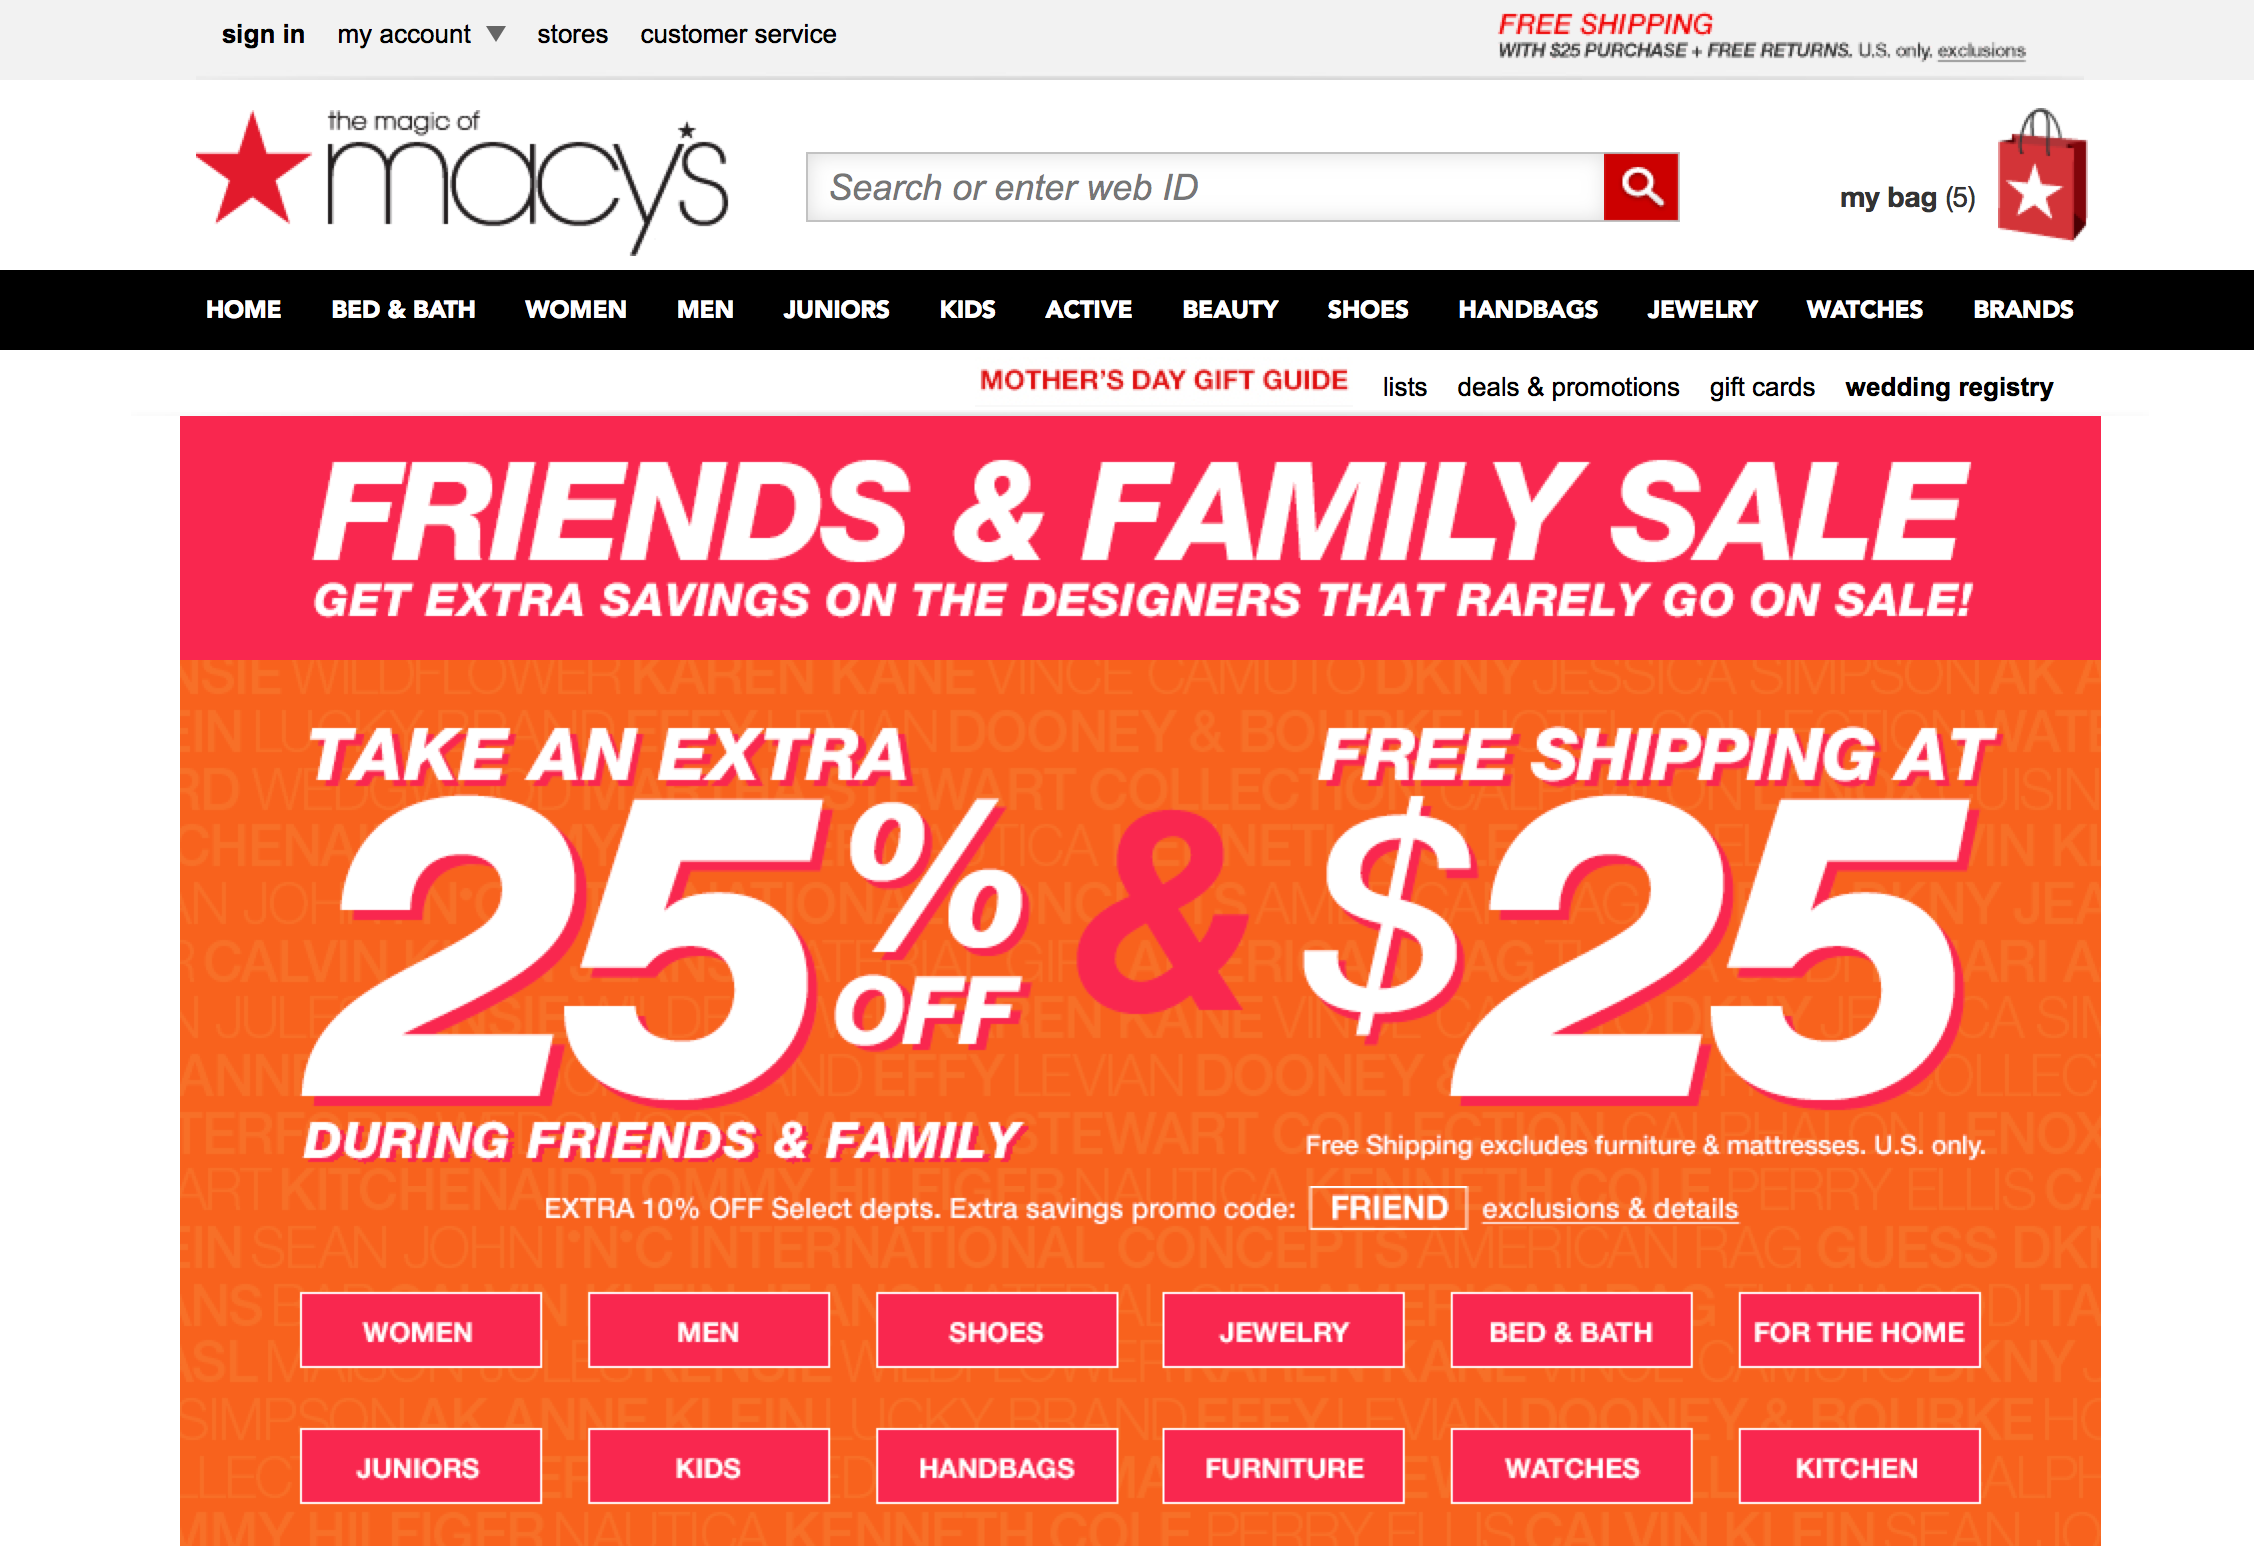 sign in my account stores customer service
FREE SHIPPING
WITH $25 PURCHASE + FREE RETURNS. U.S. only. exclusions
the magic of
macy's
Search or enter web ID
my bag (5)
HOME BED & BATH WOMEN MEN JUNIORS KIDS ACTIVE BEAUTY SHOES HANDBAGS JEWELRY WATCHES BRANDS
MOTHER'S DAY GIFT GUIDE lists deals & promotions gift cards wedding registry
FRIENDS & FAMILY SALE
GET EXTRA SAVINGS ON THE DESIGNERS THAT RARELY GO ON SALE!
TAKE AN EXTRA
25% OFF
DURING FRIENDS & FAMILY
&
FREE SHIPPING AT
$25
Free Shipping excludes furniture & mattresses. U.S. only.
EXTRA 10% OFF Select depts. Extra savings promo code: FRIEND exclusions & details
WOMEN MEN SHOES JEWELRY BED & BATH FOR THE HOME
JUNIORS KIDS HANDBAGS FURNITURE WATCHES KITCHEN